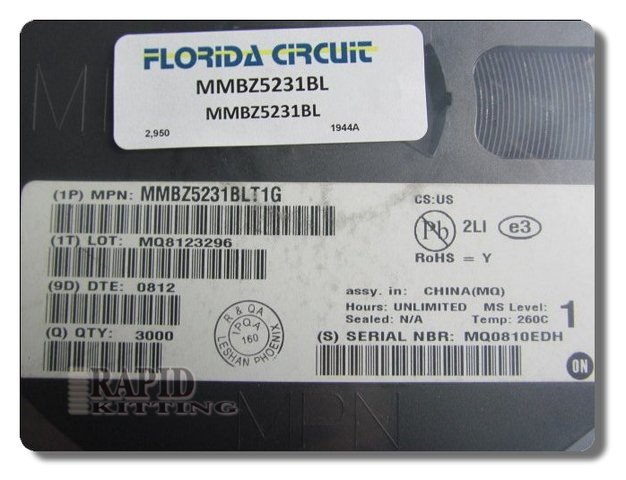 FLORIDA CIRCUIT
MMBZ5231BL
MMBZ5231BL
2,950 1944A
(1P) MPN: MMBZ5231BLT1G
CS:US
Pb 2LI e3
(1T) LOT: MQ8123296
RoHS = Y
(9D) DTE: 0812
assy. in: CHINA(MQ)
Hours: UNLIMITED MS Level: 1
Sealed: N/A Temp: 260C
(Q) QTY: 3000
R & QA
IPQA
160
LESHAN PHOENIX
(S) SERIAL NBR: MQ0810EDH
ON
RAPID
KITTING
MPN